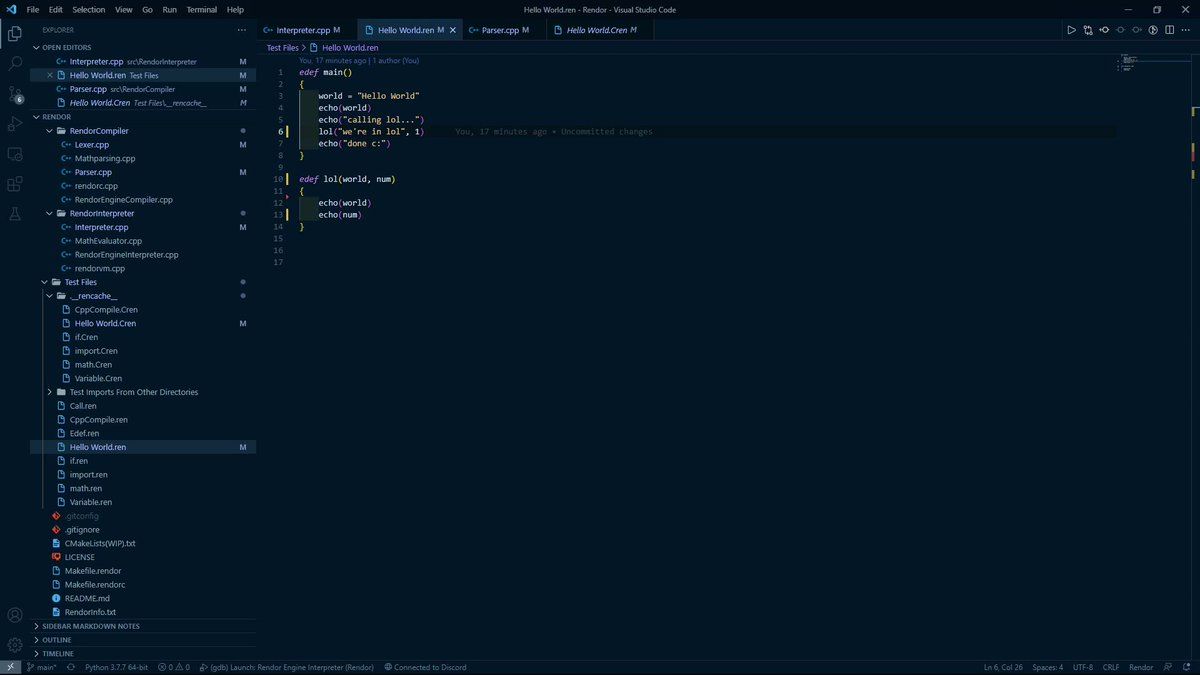 File Edit Selection View Go Run Terminal Help Hello World.ren - Rendor - Visual Studio Code
EXPLORER
OPEN EDITORS
Interpreter.cpp src\RendorInterpreter M
Hello World.ren Test Files M
Parser.cpp src\RendorCompiler M
Hello World.Cren Test Files\.__rencache__ M
6
RENDOR
RendorCompiler
Lexer.cpp M
Mathparsing.cpp
Parser.cpp M
rendorc.cpp
RendorEngineCompiler.cpp
RendorInterpreter
Interpreter.cpp M
MathEvaluator.cpp
RendorEngineInterpreter.cpp
rendorvm.cpp
Test Files
.__rencache__
CppCompile.Cren
Hello World.Cren M
if.Cren
import.Cren
math.Cren
Variable.Cren
Test Imports From Other Directories
Call.ren
CppCompile.ren
Edef.ren
Hello World.ren M
if.ren
import.ren
math.ren
Variable.ren
.gitconfig
.gitignore
CMakeLists(WIP).txt
LICENSE
Makefile.rendor
Makefile.rendorc
README.md
RendorInfo.txt
SIDEBAR MARKDOWN NOTES
OUTLINE
TIMELINE
Interpreter.cpp M Hello World.ren M Parser.cpp M Hello World.Cren M
Test Files > Hello World.ren
You, 17 minutes ago | 1 author (You)
1 edef main()
2 {
3 world = "Hello World"
4 echo(world)
5 echo("calling lol...")
6 lol("we're in lol", 1) You, 17 minutes ago • Uncommitted changes
7 echo("done c:")
8 }
9
10 edef lol(world, num)
11 {
12 echo(world)
13 echo(num)
14 }
15
16
17
main* Python 3.7.7 64-bit 0 0 (gdb) Launch: Rendor Engine Interpreter (Rendor) Connected to Discord Ln 6, Col 26 Spaces: 4 UTF-8 CRLF Rendor